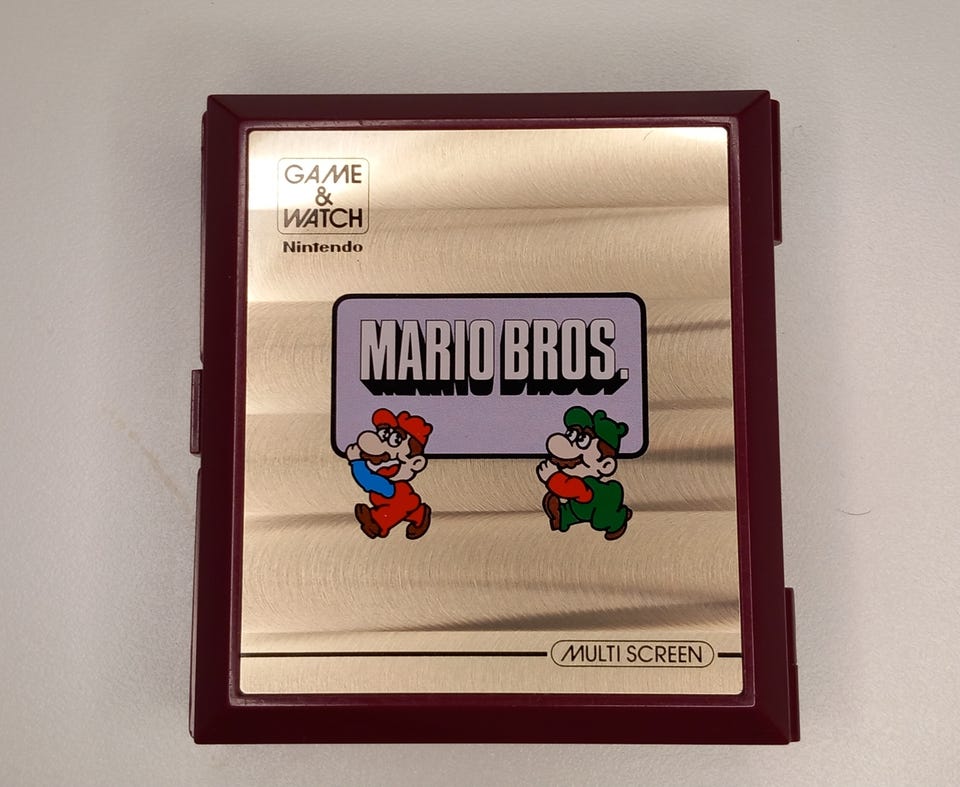 GAME
&
WATCH
Nintendo
MARIO BROS.
MULTI SCREEN